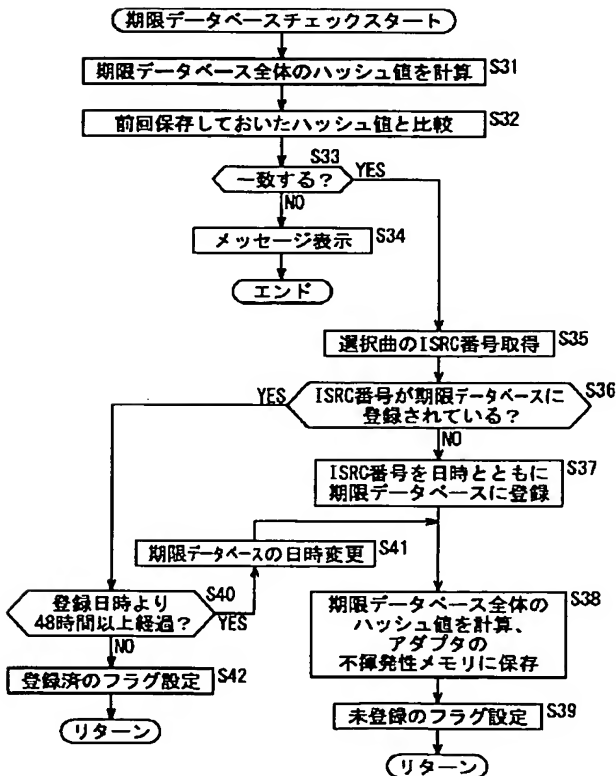 期限データベースチェックスタート
期限データベース全体のハッシュ値を計算
S31
前回保存しておいたハッシュ値と比較
S32
S33
一致する？
YES
NO
メッセージ表示
S34
エンド
選択曲のISRC番号取得
S35
ISRC番号が期限データベースに
登録されている？
S36
YES
NO
ISRC番号を日時とともに
期限データベースに登録
S37
期限データベースの日時変更
S41
登録日時より
48時間以上経過？
S40
YES
NO
期限データベース全体の
ハッシュ値を計算、
アダプタの
不揮発性メモリに保存
S38
登録済のフラグ設定
S42
未登録のフラグ設定
S39
リターン
リターン